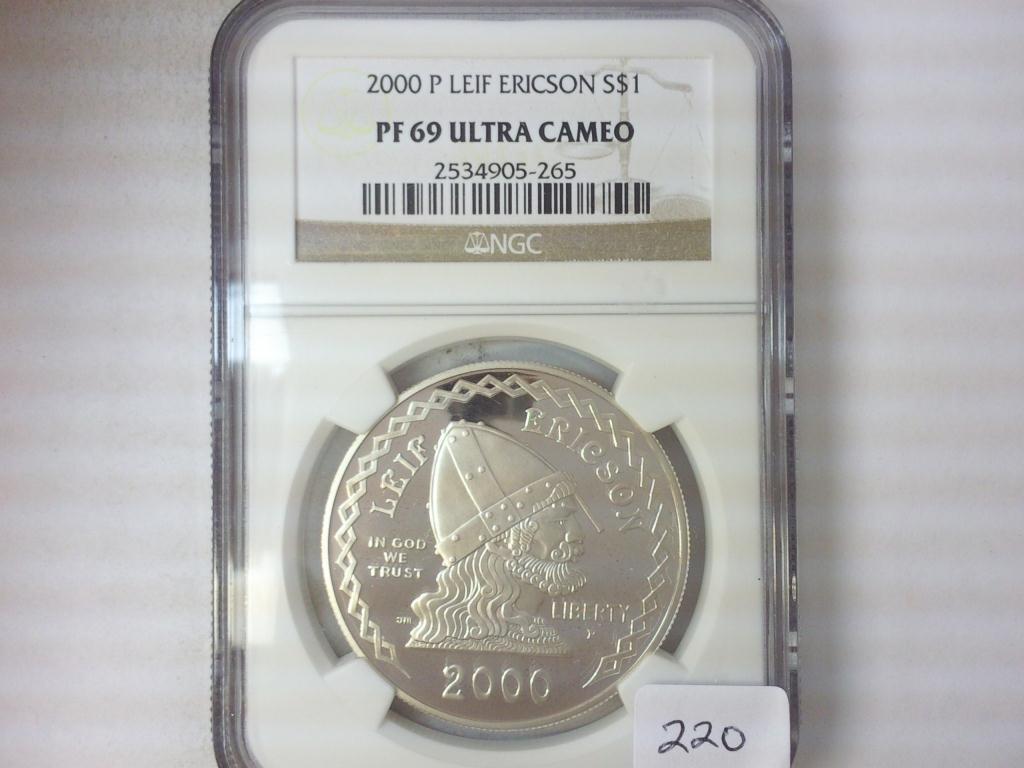 2000 P LEIF ERICSON S$1
PF 69 ULTRA CAMEO
2534905-265
NGC
LEIF ERICSON
IN GOD
WE
TRUST
LIBERTY
P
2000
220